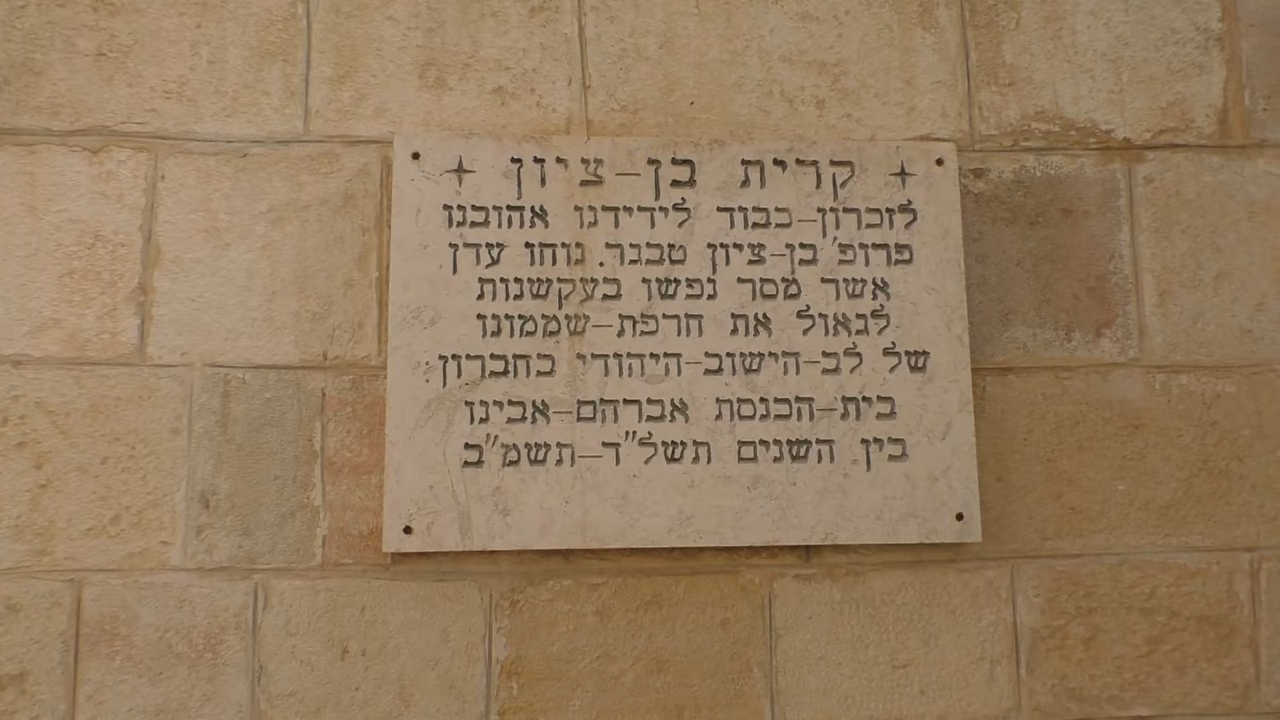 קרית בן-ציון
לזכרון-כבוד לידידנו אהובנו
פרופ' בן-ציון טבגר. נוחו עדן
אשר מסר נפשו בעקשנות
לגאול את חרפת-שממונו
של לב-הישוב-היהודי בחברון:
בית-הכנסת אברהם-אבינו
בין השנים תשל"ד-תשמ"ב